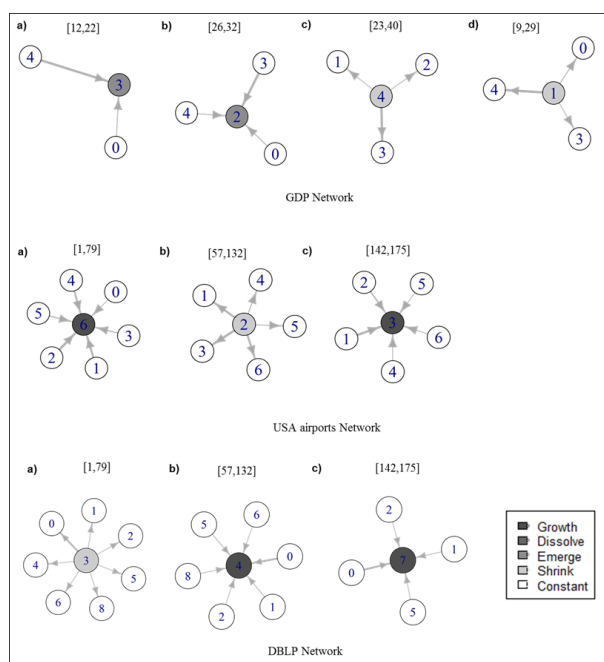 a) [12,22] b) [26,32] c) [23,40] d) [9,29]
4 3 0
3 4 2 0
1 2 4 3
0 4 1 3
GDP Network
a) [1,79] b) [57,132] c) [142,175]
4 0 5 6 3 2 1
4 1 2 5 3 6
2 5 3 1 6 4
USA airports Network
a) [1,79] b) [57,132] c) [142,175]
1 0 2 3 4 5 6 8
6 5 0 4 8 1 2
2 1 7 0 5
DBLP Network
Growth
Dissolve
Emerge
Shrink
Constant